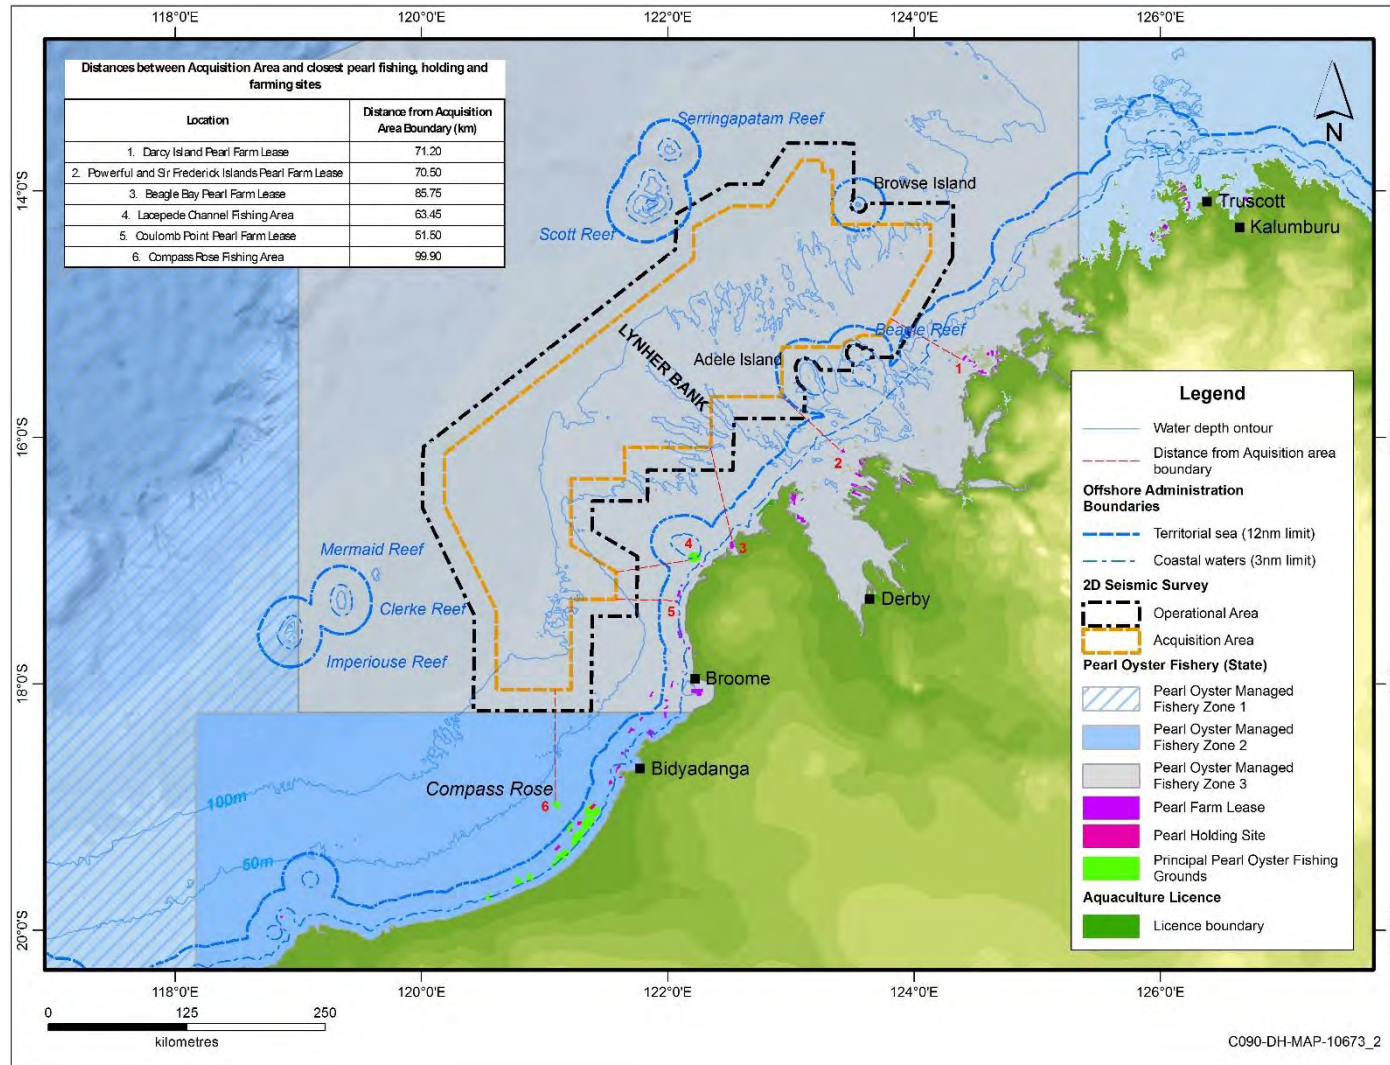 118°0'E 120°0'E 122°0'E 124°0'E 126°0'E
Distances between Acquisition Area and closest pearl fishing, holding and
farming sites
Location
Distance from Acquisition
Area Boundary (km)
1. Darcy Island Pearl Farm Lease 71.20
2. Powerful and Sir Frederick Islands Pearl Farm Lease 70.50
3. Beagle Bay Pearl Farm Lease 85.75
4. Lacepede Channel Fishing Area 63.45
5. Coulomb Point Pearl Farm Lease 51.50
6. Compass Rose Fishing Area 99.90
Serringapatam Reef
N
Browse Island
14°0'S
Truscott
Kalumburu
Scott Reef
LYNHER BANK
Beagle Reef
Adele Island
1
16°0'S
2
Mermaid Reef
4
3
Clerke Reef
5
Derby
Imperiouse Reef
Broome
18°0'S
Bidyadanga
Compass Rose
6
100m
50m
20°0'S
Legend
Water depth ontour
Distance from Aquisition area
boundary
Offshore Administration
Boundaries
Territorial sea (12nm limit)
Coastal waters (3nm limit)
2D Seismic Survey
Operational Area
Acquisition Area
Pearl Oyster Fishery (State)
Pearl Oyster Managed
Fishery Zone 1
Pearl Oyster Managed
Fishery Zone 2
Pearl Oyster Managed
Fishery Zone 3
Pearl Farm Lease
Pearl Holding Site
Principal Pearl Oyster Fishing
Grounds
Aquaculture Licence
Licence boundary
118°0'E 120°0'E 122°0'E 124°0'E 126°0'E
0 125 250
kilometres
C090-DH-MAP-10673_2